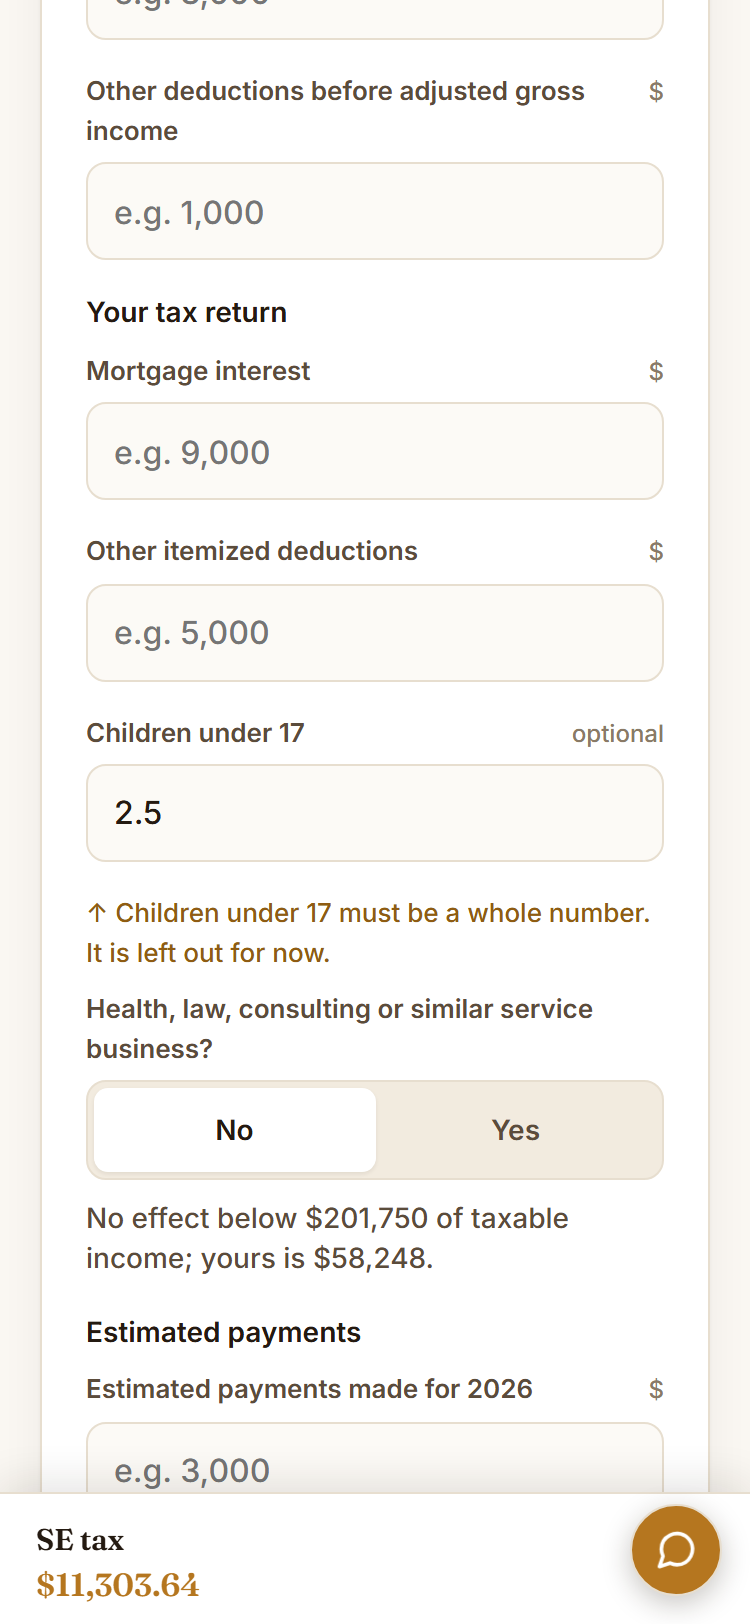 Other deductions before adjusted gross $
income
e.g. 1,000
Your tax return
Mortgage interest $
e.g. 9,000
Other itemized deductions $
e.g. 5,000
Children under 17 optional
2.5
↑ Children under 17 must be a whole number.
It is left out for now.
Health, law, consulting or similar service
business?
No Yes
No effect below $201,750 of taxable
income; yours is $58,248.
Estimated payments
Estimated payments made for 2026 $
e.g. 3,000
SE tax
$11,303.64